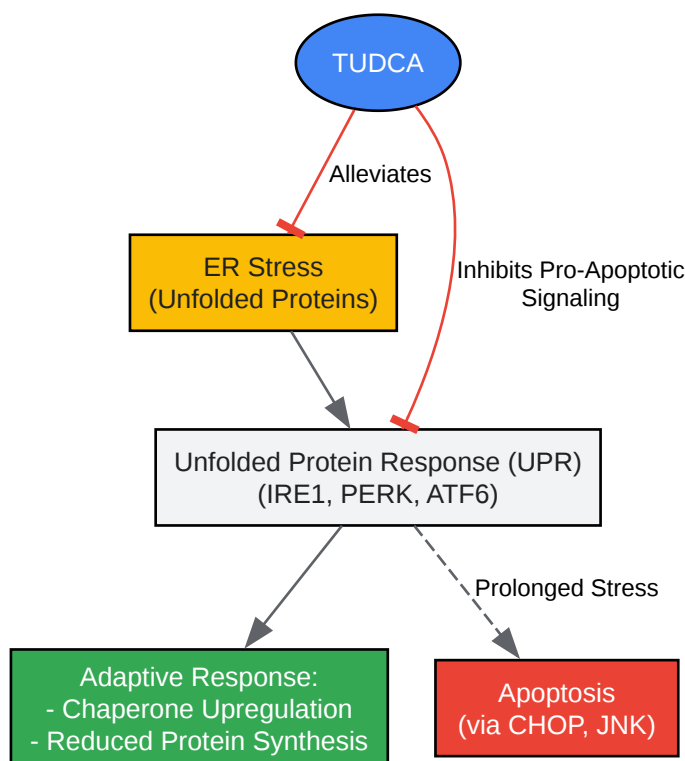 TUDCA
Alleviates
ER Stress
(Unfolded Proteins)
Inhibits Pro-Apoptotic
Signaling
Unfolded Protein Response (UPR)
(IRE1, PERK, ATF6)
Prolonged Stress
Adaptive Response:
- Chaperone Upregulation
- Reduced Protein Synthesis
Apoptosis
(via CHOP, JNK)